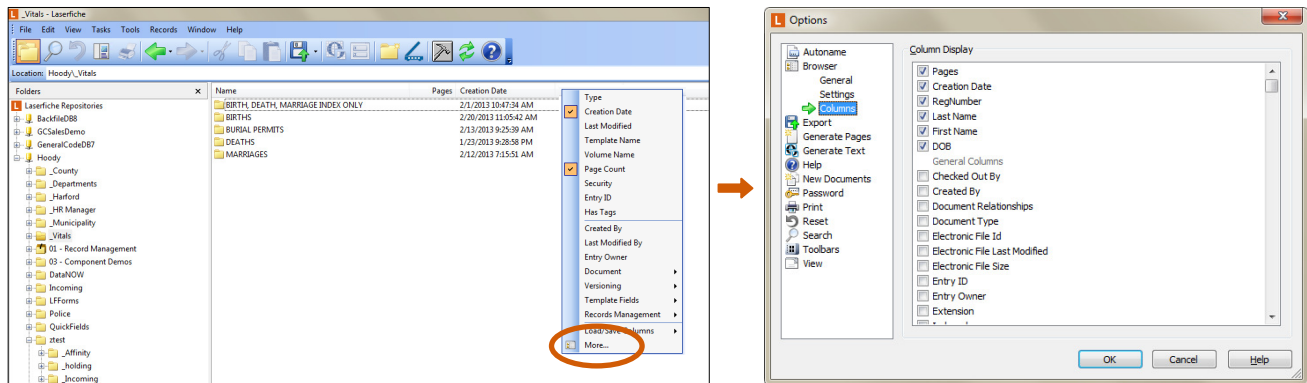 _Vitals - Laserfiche
File Edit View Tasks Tools Records Window Help
Location: Hoody\_Vitals
Folders x
Laserfiche Repositories
BackfileDB8
GCSalesDemo
GeneralCodeDB7
Hoody
_County
_Departments
_Harford
_HR Manager
_Municipality
_Vitals
01 - Record Management
03 - Component Demos
DataNOW
Incoming
LFForms
Police
QuickFields
ztest
_Affinity
_holding
_Incoming
Name Pages Creation Date
BIRTH, DEATH, MARRIAGE INDEX ONLY 2/1/2013 10:47:34 AM
BIRTHS 2/20/2013 11:05:42 AM
BURIAL PERMITS 2/13/2013 9:25:39 AM
DEATHS 1/23/2013 9:28:58 PM
MARRIAGES 2/12/2013 7:15:51 AM
Type
Creation Date
Last Modified
Template Name
Volume Name
Page Count
Security
Entry ID
Has Tags
Created By
Last Modified By
Entry Owner
Document
Versioning
Template Fields
Records Management
Load/Save Columns
More...
Options
Autoname
Browser
General
Settings
Columns
Export
Generate Pages
Generate Text
Help
New Documents
Password
Print
Reset
Search
Toolbars
View
Column Display
Pages
Creation Date
RegNumber
Last Name
First Name
DOB
General Columns
Checked Out By
Created By
Document Relationships
Document Type
Electronic File Id
Electronic File Last Modified
Electronic File Size
Entry ID
Entry Owner
Extension
OK Cancel Help